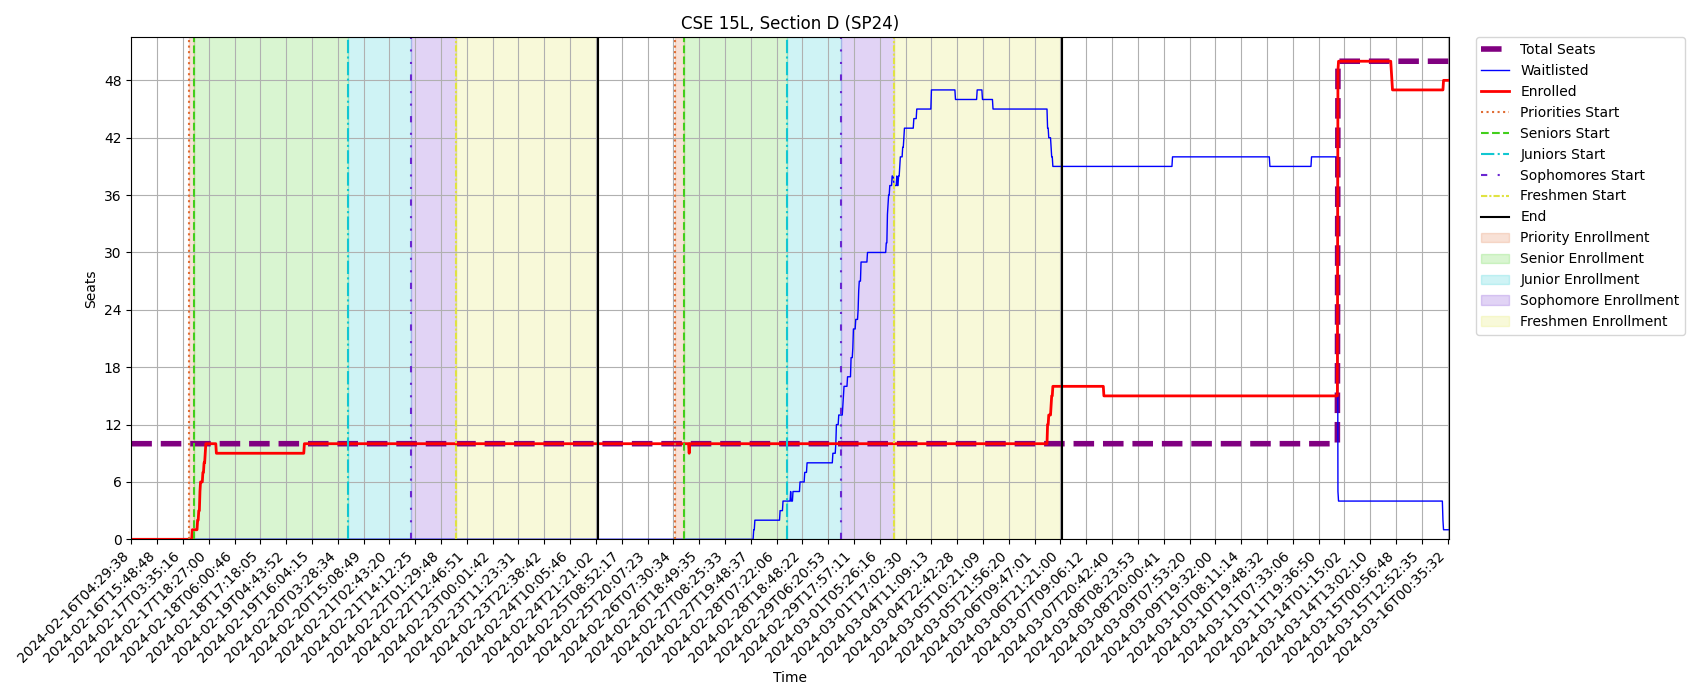 CSE 15L, Section D (SP24)
Seats
48
42
36
30
24
18
12
6
0
2024-02-16T04:29:38
2024-02-16T15:48:48
2024-02-17T03:35:16
2024-02-17T18:27:00
2024-02-18T06:00:46
2024-02-18T17:18:05
2024-02-19T04:43:52
2024-02-19T16:04:15
2024-02-20T03:28:34
2024-02-20T15:08:49
2024-02-21T02:43:20
2024-02-21T14:12:25
2024-02-22T01:29:48
2024-02-22T12:46:51
2024-02-23T00:01:42
2024-02-23T11:23:31
2024-02-23T22:38:42
2024-02-24T10:05:46
2024-02-24T21:21:02
2024-02-25T08:52:17
2024-02-25T20:07:23
2024-02-26T07:30:34
2024-02-26T18:49:35
2024-02-27T08:25:33
2024-02-27T19:48:37
2024-02-28T07:22:06
2024-02-28T18:48:22
2024-02-29T06:20:53
2024-02-29T17:57:11
2024-03-01T05:26:16
2024-03-01T17:02:30
2024-03-04T11:09:13
2024-03-04T22:42:28
2024-03-05T10:21:09
2024-03-05T21:56:20
2024-03-06T09:47:01
2024-03-06T21:21:00
2024-03-07T09:06:12
2024-03-07T20:42:40
2024-03-08T08:23:53
2024-03-08T20:00:41
2024-03-09T07:53:20
2024-03-09T19:32:00
2024-03-10T08:11:14
2024-03-10T19:48:32
2024-03-11T07:33:06
2024-03-11T19:36:50
2024-03-14T01:15:02
2024-03-14T13:02:10
2024-03-15T00:56:48
2024-03-15T12:52:35
2024-03-16T00:35:32
Time
Total Seats
Waitlisted
Enrolled
Priorities Start
Seniors Start
Juniors Start
Sophomores Start
Freshmen Start
End
Priority Enrollment
Senior Enrollment
Junior Enrollment
Sophomore Enrollment
Freshmen Enrollment